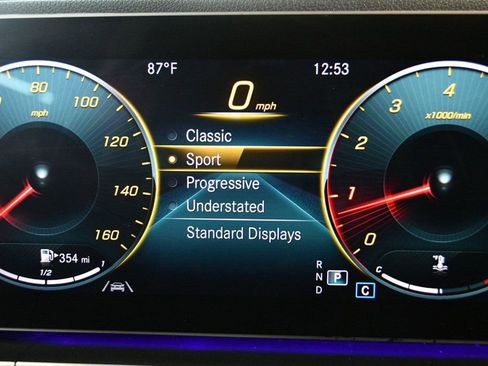 87°F
12:53
0 mph
80
100
mph
120
140
160
Classic
Sport
Progressive
Understated
Standard Displays
4
3
x1000/min
2
1
0
354 mi
1/2
1
R
N
P
D
C
C